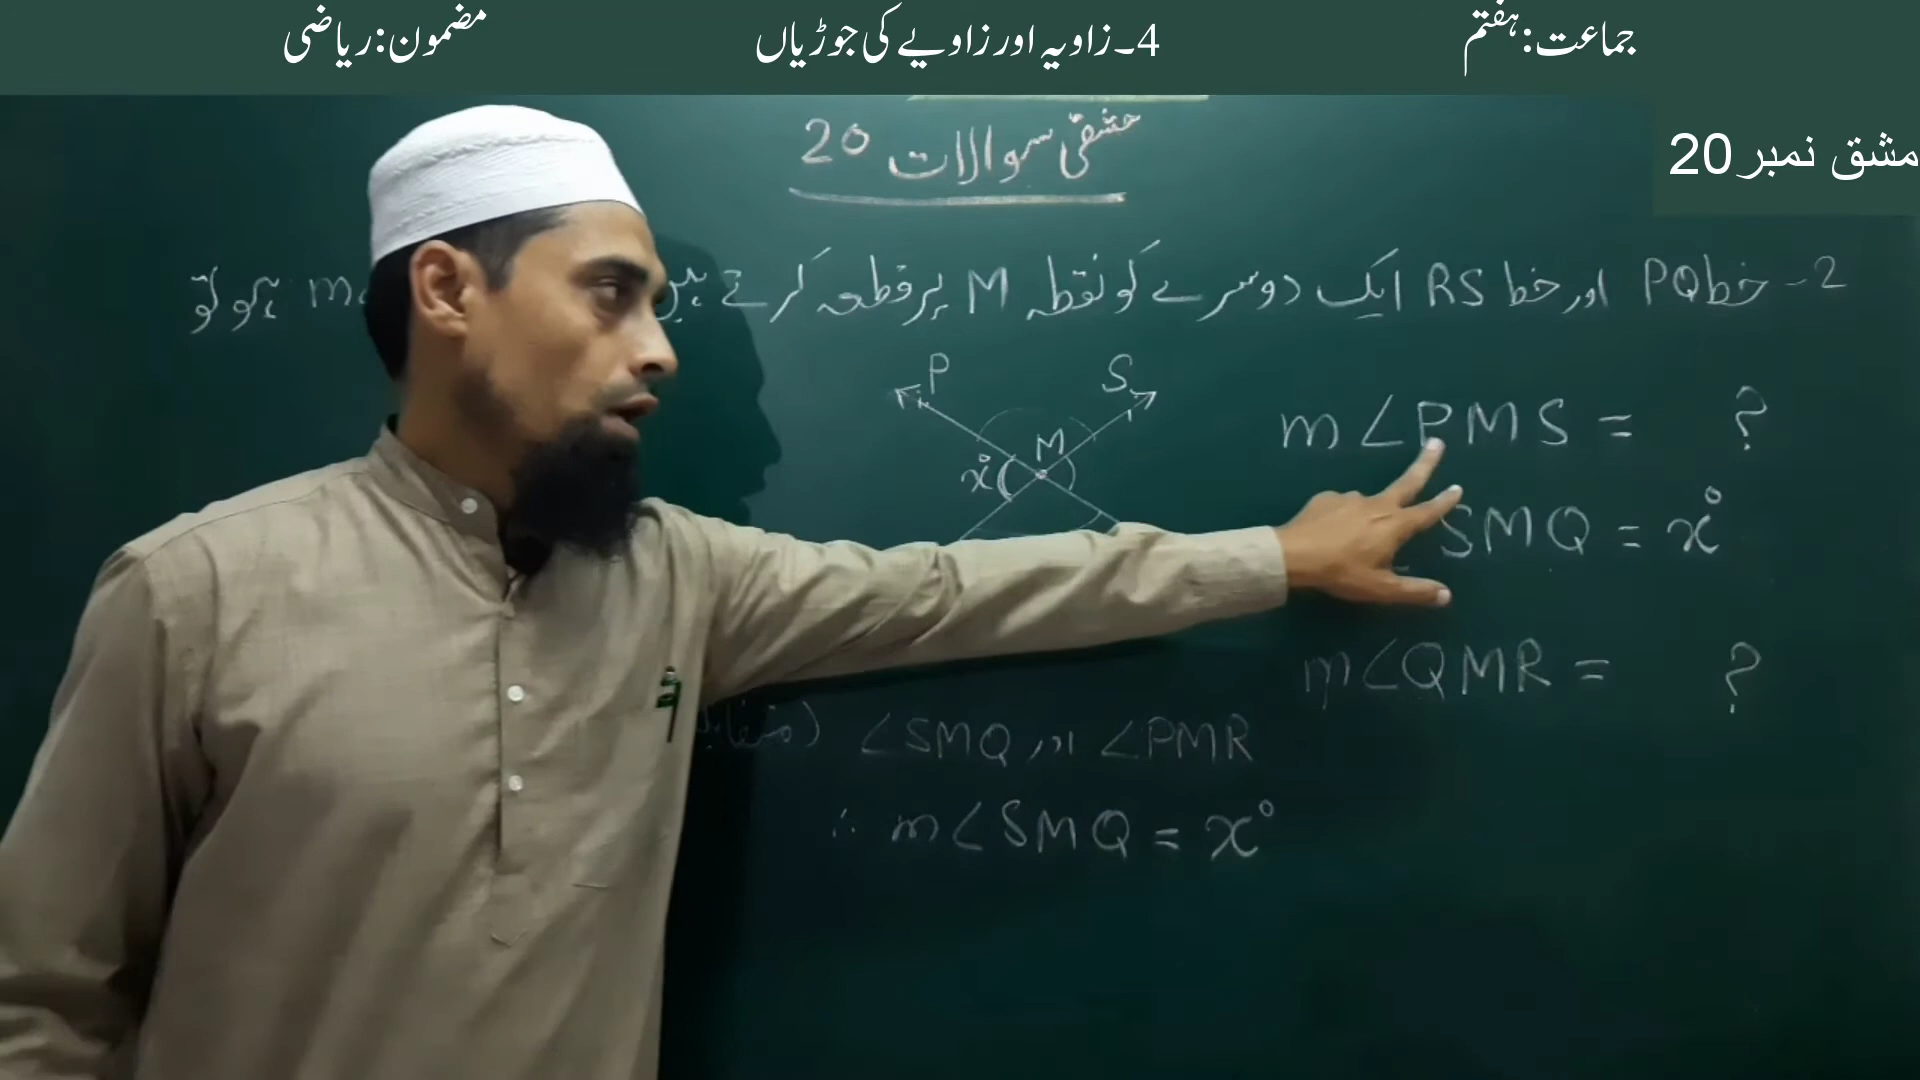 جماعت:ہفتم
4۔زاویہ اور زاویے کی جوڑیاں
مضمون:ریاضی
مشق نمبر 20
مشقی سوالات 20
2- خط PQ اور خط RS ایک دوسرے کو نقطہ M پر قطعہ کرتے ہیں m∠ ہو تو
P
S
M
x°
m∠PMS = ?
SMQ = x°
m∠QMR = ?
∠PMR اور ∠SMQ
∴ m∠SMQ = x°